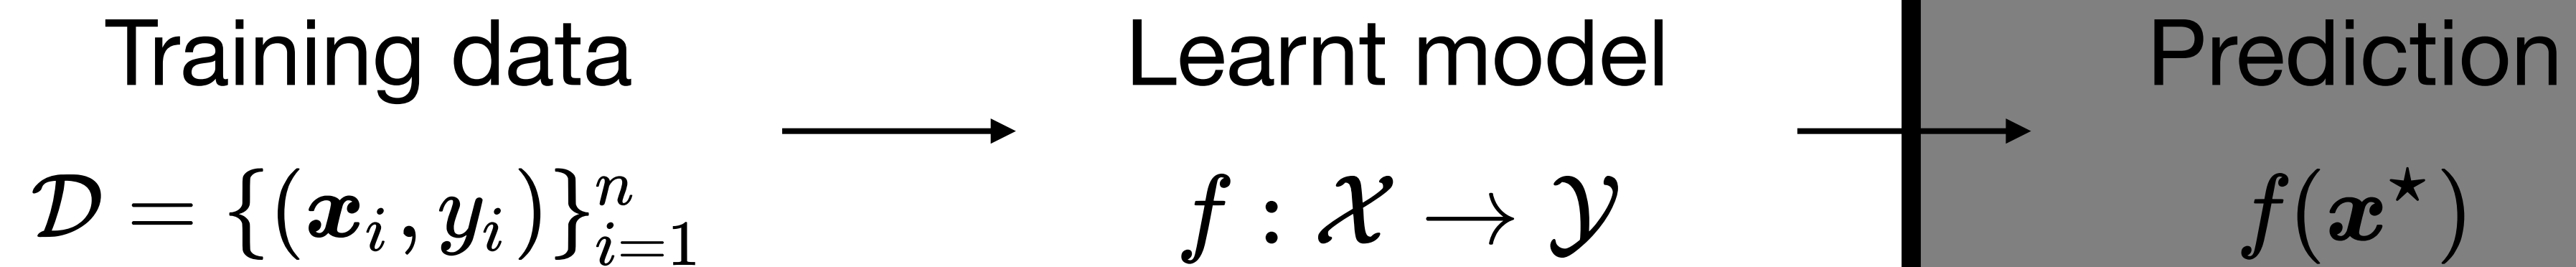 Training data
Learnt model
Prediction
𝒟 = {(𝒙ᵢ, yᵢ)}ⁿᵢ₌₁
f : 𝒳 → 𝒴
f(𝒙⋆)